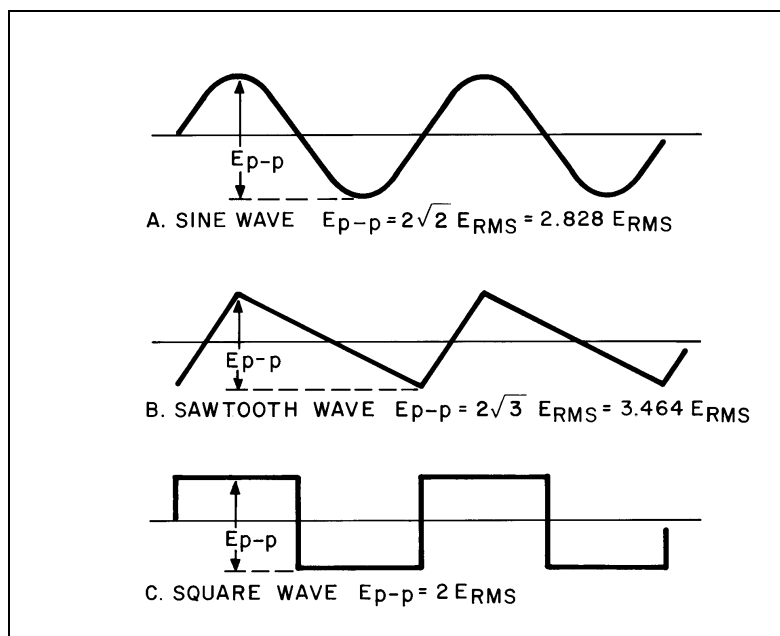 Ep-p
A. SINE WAVE Ep-p = 2√2 ERMS = 2.828 ERMS
Ep-p
B. SAWTOOTH WAVE Ep-p = 2√3 ERMS = 3.464 ERMS
Ep-p
C. SQUARE WAVE Ep-p = 2 ERMS